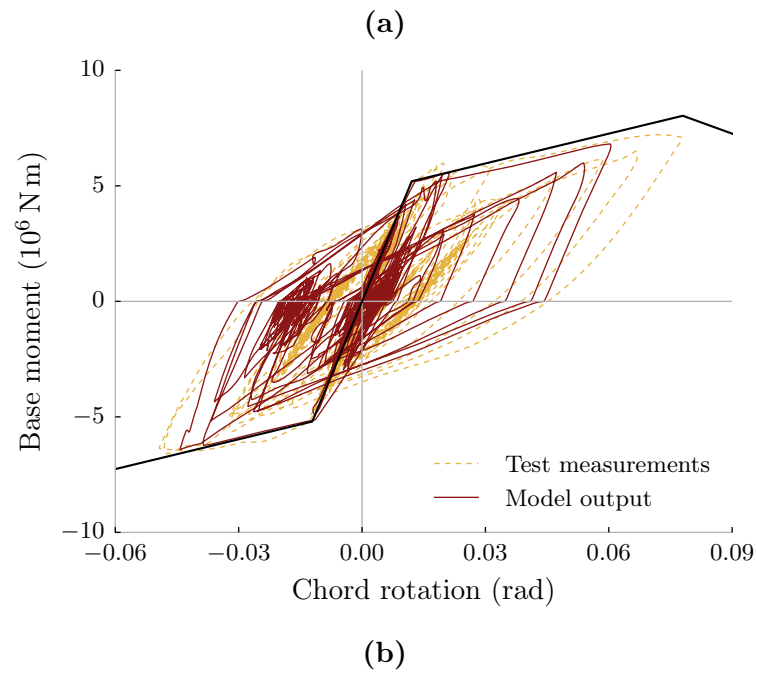 (a)
10
5
0
−5
−10
−0.06 −0.03 0.00 0.03 0.06 0.09
Base moment (10⁶ N m)
Test measurements
Model output
Chord rotation (rad)
(b)